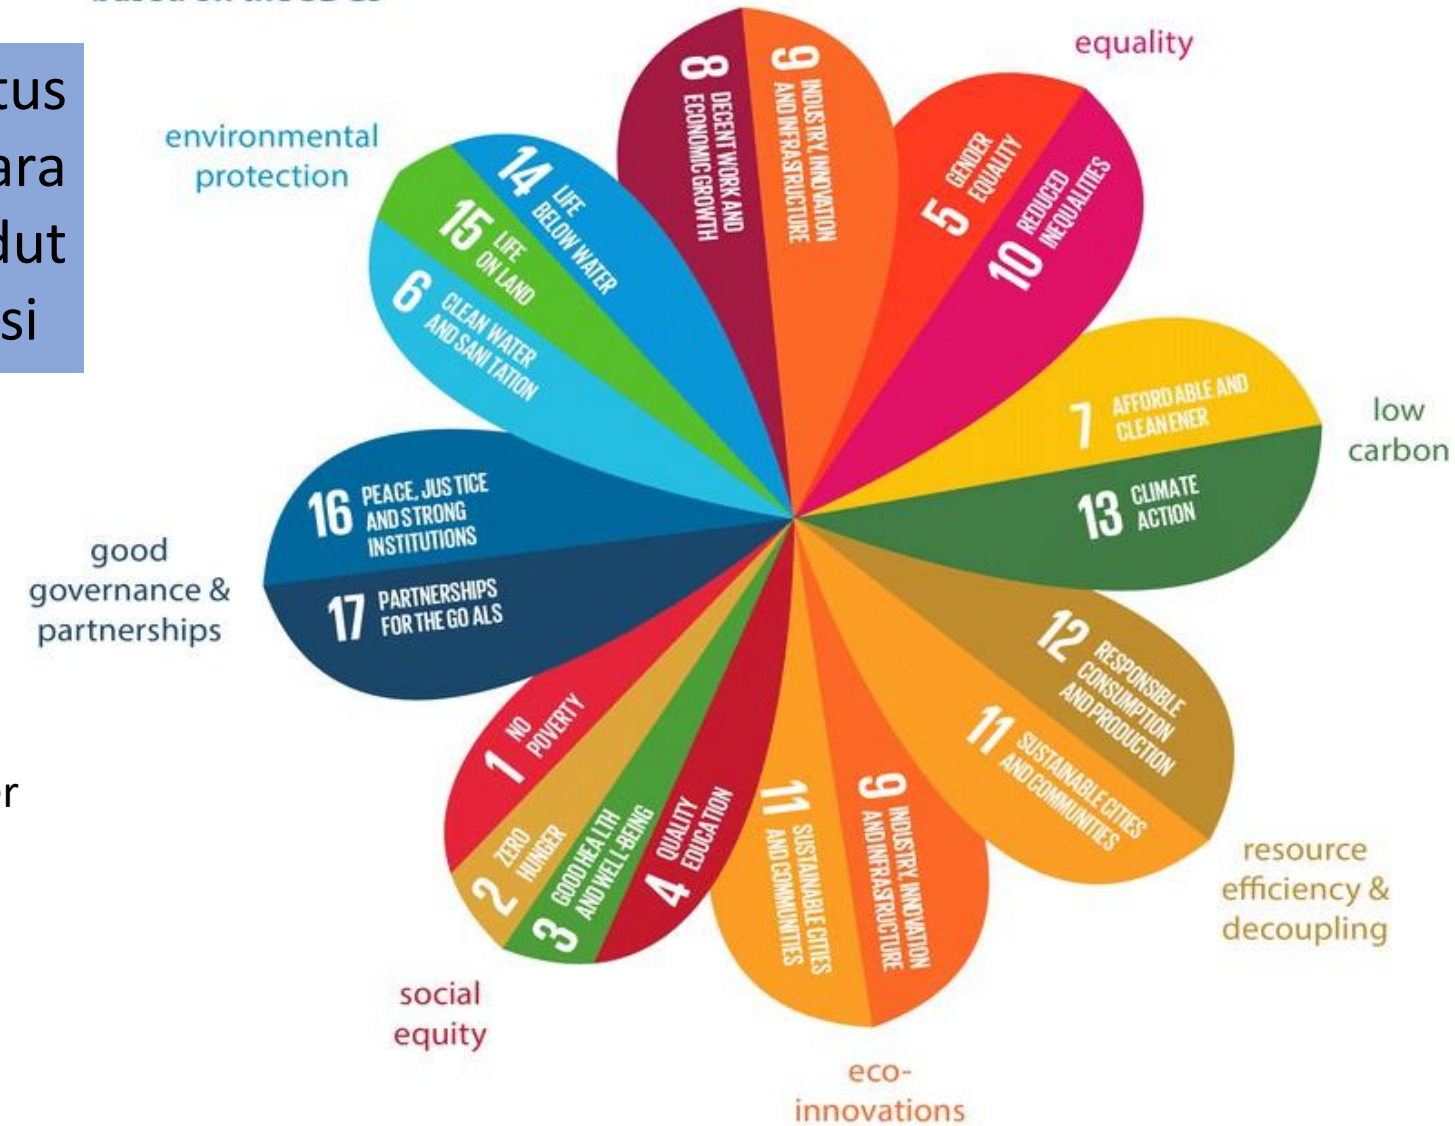 tus
ara
dut
si
environmental
protection
14 LIFE
BELOW WATER
15 LIFE
ON LAND
6 CLEAN WATER
AND SANITATION
8 DECENT WORK AND
ECONOMIC GROWTH
9 INDUSTRY, INNOVATION
AND INFRASTRUCTURE
equality
5 GENDER
EQUALITY
10 REDUCED
INEQUALITIES
7 AFFORDABLE AND
CLEAN ENER
13 CLIMATE
ACTION
low
carbon
16 PEACE, JUSTICE
AND STRONG
INSTITUTIONS
17 PARTNERSHIPS
FOR THE GOALS
good
governance &
partnerships
12 RESPONSIBLE
CONSUMPTION
AND PRODUCTION
11 SUSTAINABLE CITIES
AND COMMUNITIES
resource
efficiency &
decoupling
1 NO
POVERTY
2 ZERO
HUNGER
3 GOOD HEALTH
AND WELL-BEING
4 QUALITY
EDUCATION
social
equity
11 SUSTAINABLE CITIES
AND COMMUNITIES
9 INDUSTRY, INNOVATION
AND INFRASTRUCTURE
eco-
innovations